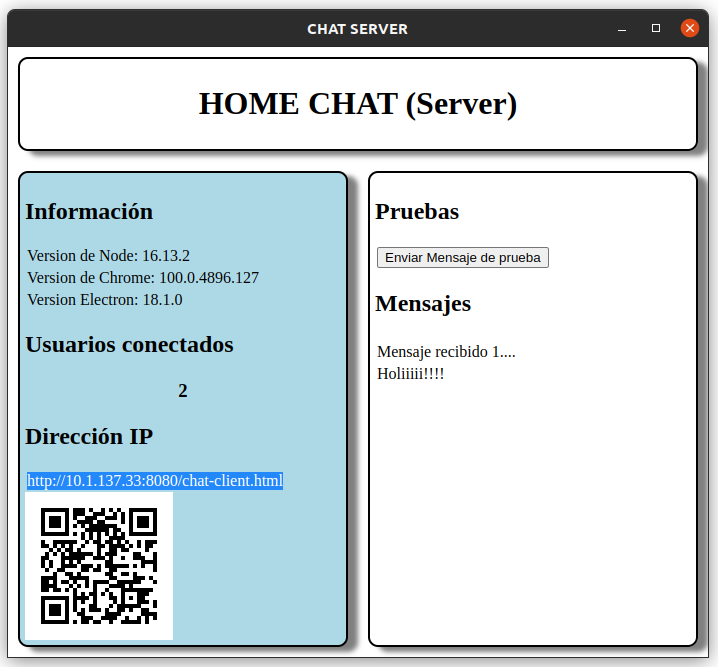 CHAT SERVER
HOME CHAT (Server)
Información
Version de Node: 16.13.2
Version de Chrome: 100.0.4896.127
Version Electron: 18.1.0
Usuarios conectados
2
Dirección IP
http://10.1.137.33:8080/chat-client.html
Pruebas
Enviar Mensaje de prueba
Mensajes
Mensaje recibido 1....
Holiiiii!!!!